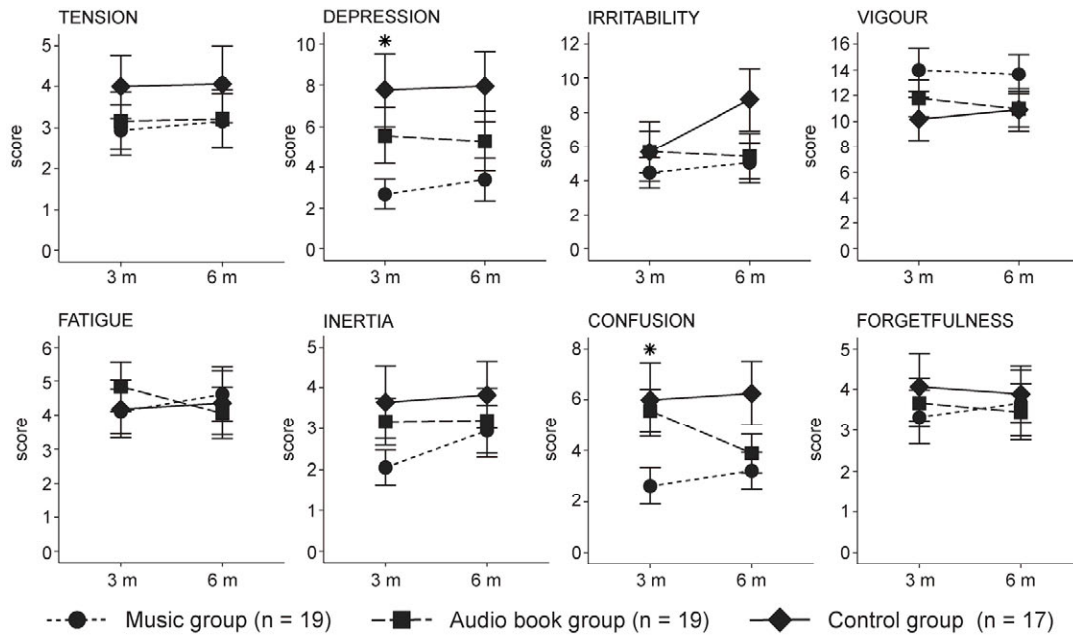 TENSION
score
5
4
3
2
1
0
3 m 6 m
DEPRESSION
*
score
10
8
6
4
2
0
3 m 6 m
IRRITABILITY
score
12
10
8
6
4
2
0
3 m 6 m
VIGOUR
score
16
14
12
10
8
6
4
2
0
3 m 6 m
FATIGUE
score
6
5
4
3
2
1
0
3 m 6 m
INERTIA
score
5
4
3
2
1
0
3 m 6 m
CONFUSION
*
score
8
6
4
2
0
3 m 6 m
FORGETFULNESS
score
5
4
3
2
1
0
3 m 6 m
Music group (n = 19) Audio book group (n = 19) Control group (n = 17)